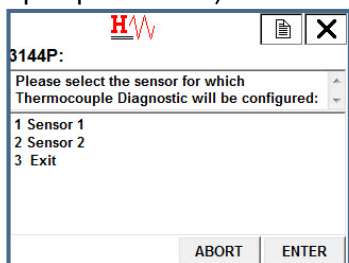 H
3144P:
Please select the sensor for which
Thermocouple Diagnostic will be configured:
1 Sensor 1
2 Sensor 2
3 Exit
ABORT ENTER